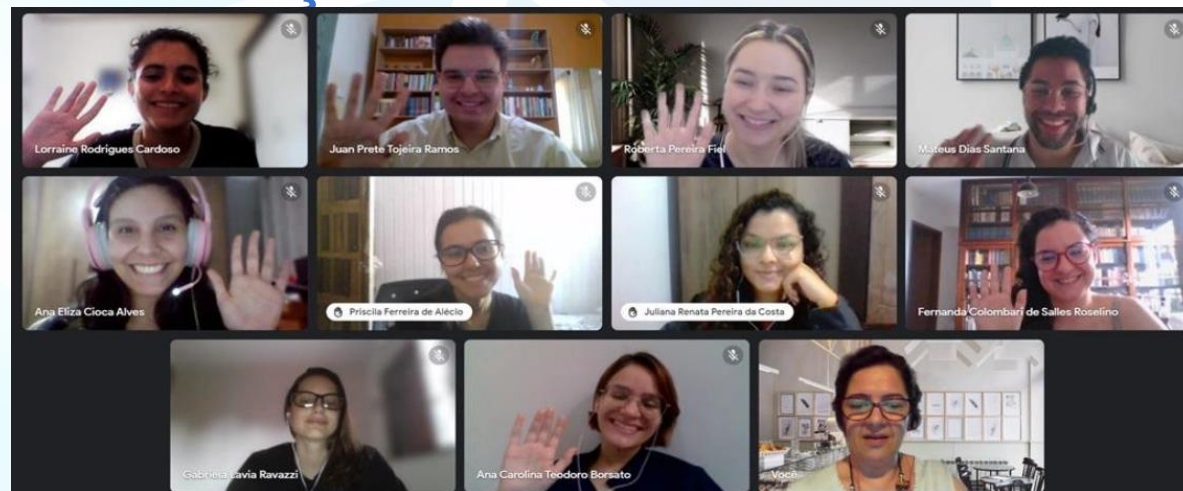 Lorraine Rodrigues Cardoso
Juan Prete Tojeira Ramos
Roberta Pereira Fiel
Mateus Dias Santana
Ana Eliza Cioca Alves
Priscila Ferreira de Alécio
Juliana Renata Pereira da Costa
Fernanda Colombari de Salles Roselino
Gabriela Lavia Ravazzi
Ana Carolina Teodoro Borsato
Você